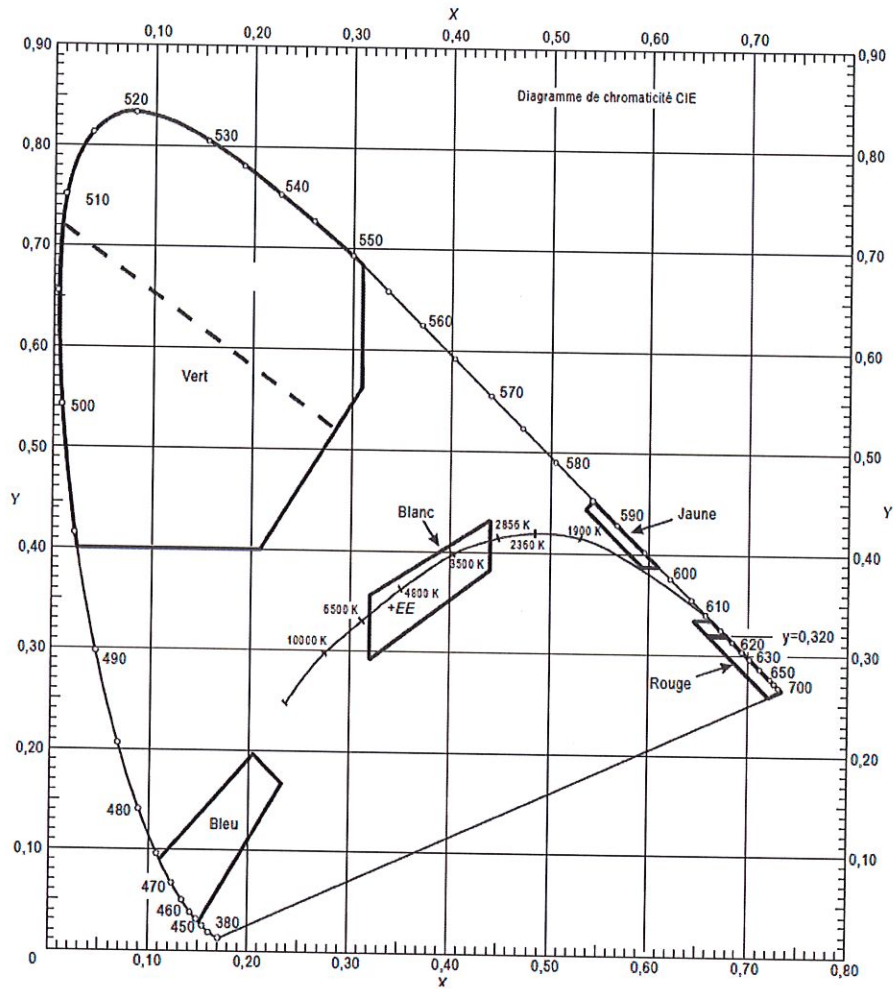 X
0,10 0,20 0,30 0,40 0,50 0,60 0,70
0,90 0,90
Diagramme de chromaticité CIE
520
530
0,80 0,80
540
510
550
0,70 0,70
560
0,60 0,60
Vert
570
500
580
0,50 0,50
Y Y
Blanc
2856 K
590
Jaune
2360 K
1900 K
0,40 0,40
3500 K
600
4800 K
+EE
6500 K
610
10000 K
y=0,320
620
0,30 0,30
630
490
650
Rouge
700
0,20 0,20
480
Bleu
0,10 0,10
470
460
450
380
0
0,10 0,20 0,30 0,40 0,50 0,60 0,70 0,80
X